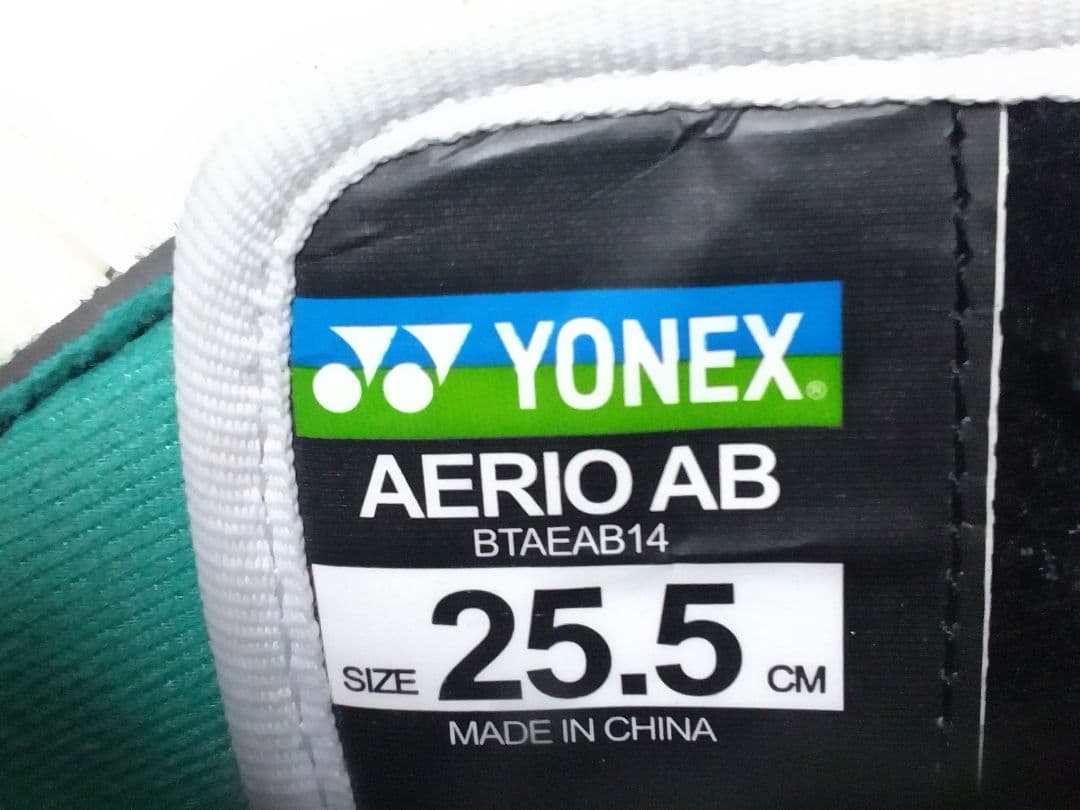 YONEX®
AERIO AB
BTAEAB14
SIZE 25.5 CM
MADE IN CHINA